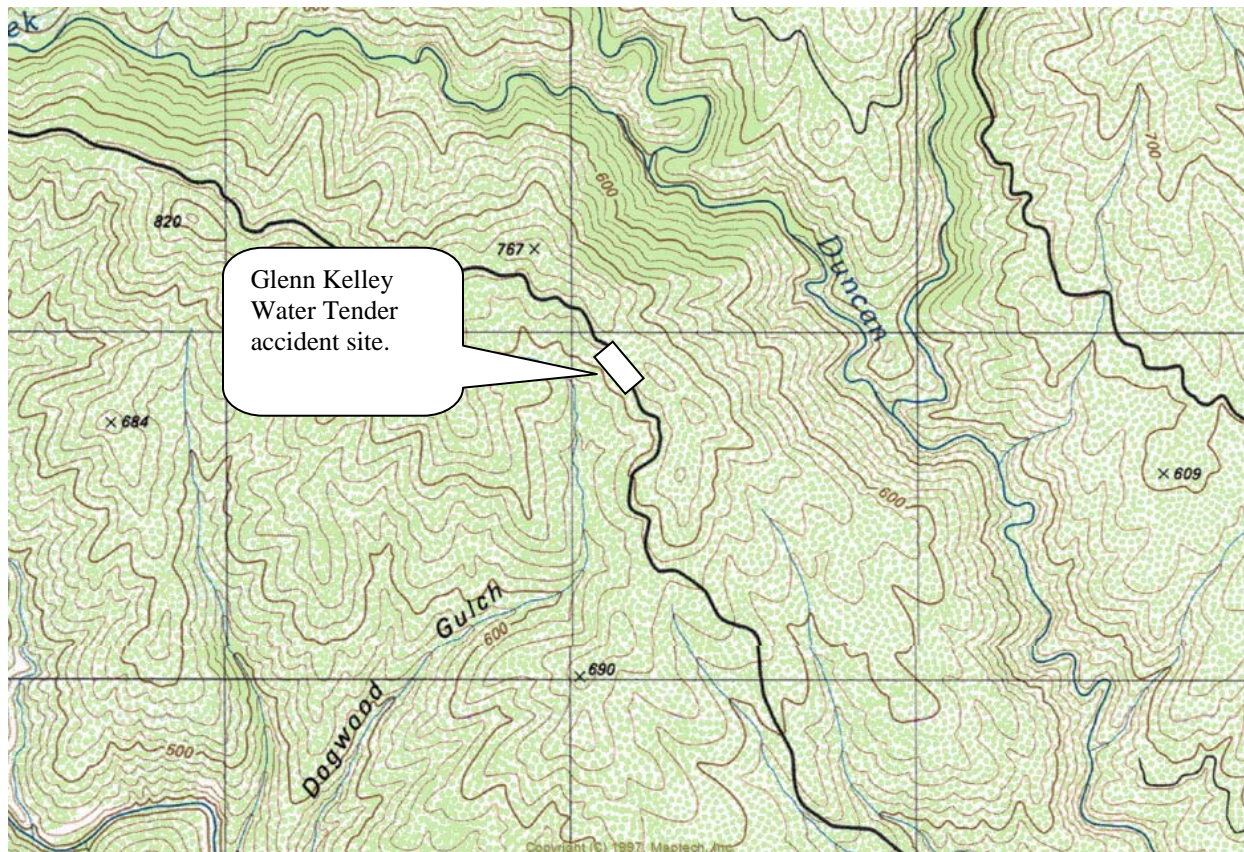 ek
600
700
820
767
Duncan
Glenn Kelley
Water Tender
accident site.
684
609
600
Gulch
600
690
Dogwood
500
Copyright (C) 1997, Maptech, Inc.